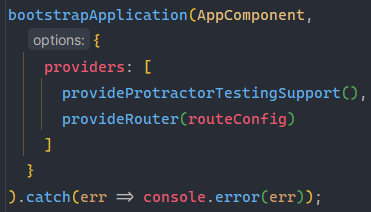 bootstrapApplication(AppComponent,
options: {
providers: [
provideProtractorTestingSupport(),
provideRouter(routeConfig)
]
}
).catch(err => console.error(err));